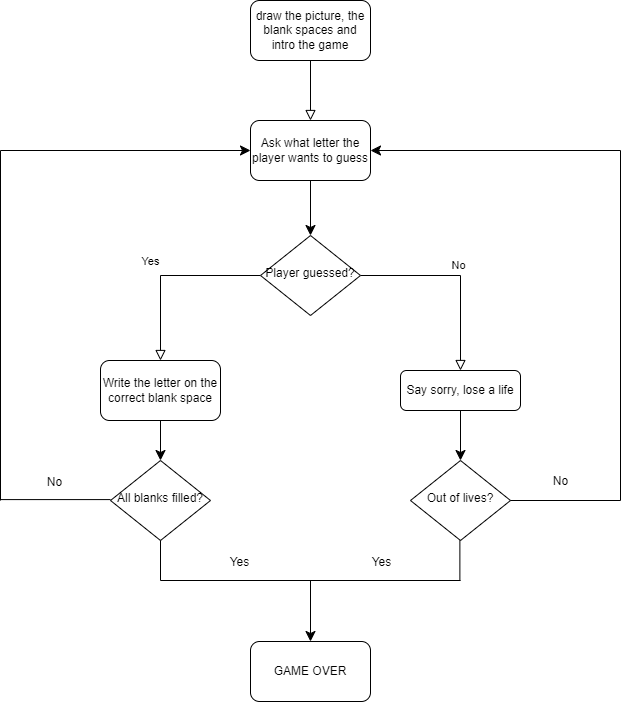 draw the picture, the
blank spaces and
intro the game
Ask what letter the
player wants to guess
Player guessed?
Yes
No
Write the letter on the
correct blank space
Say sorry, lose a life
All blanks filled?
No
Out of lives?
No
Yes
Yes
GAME OVER